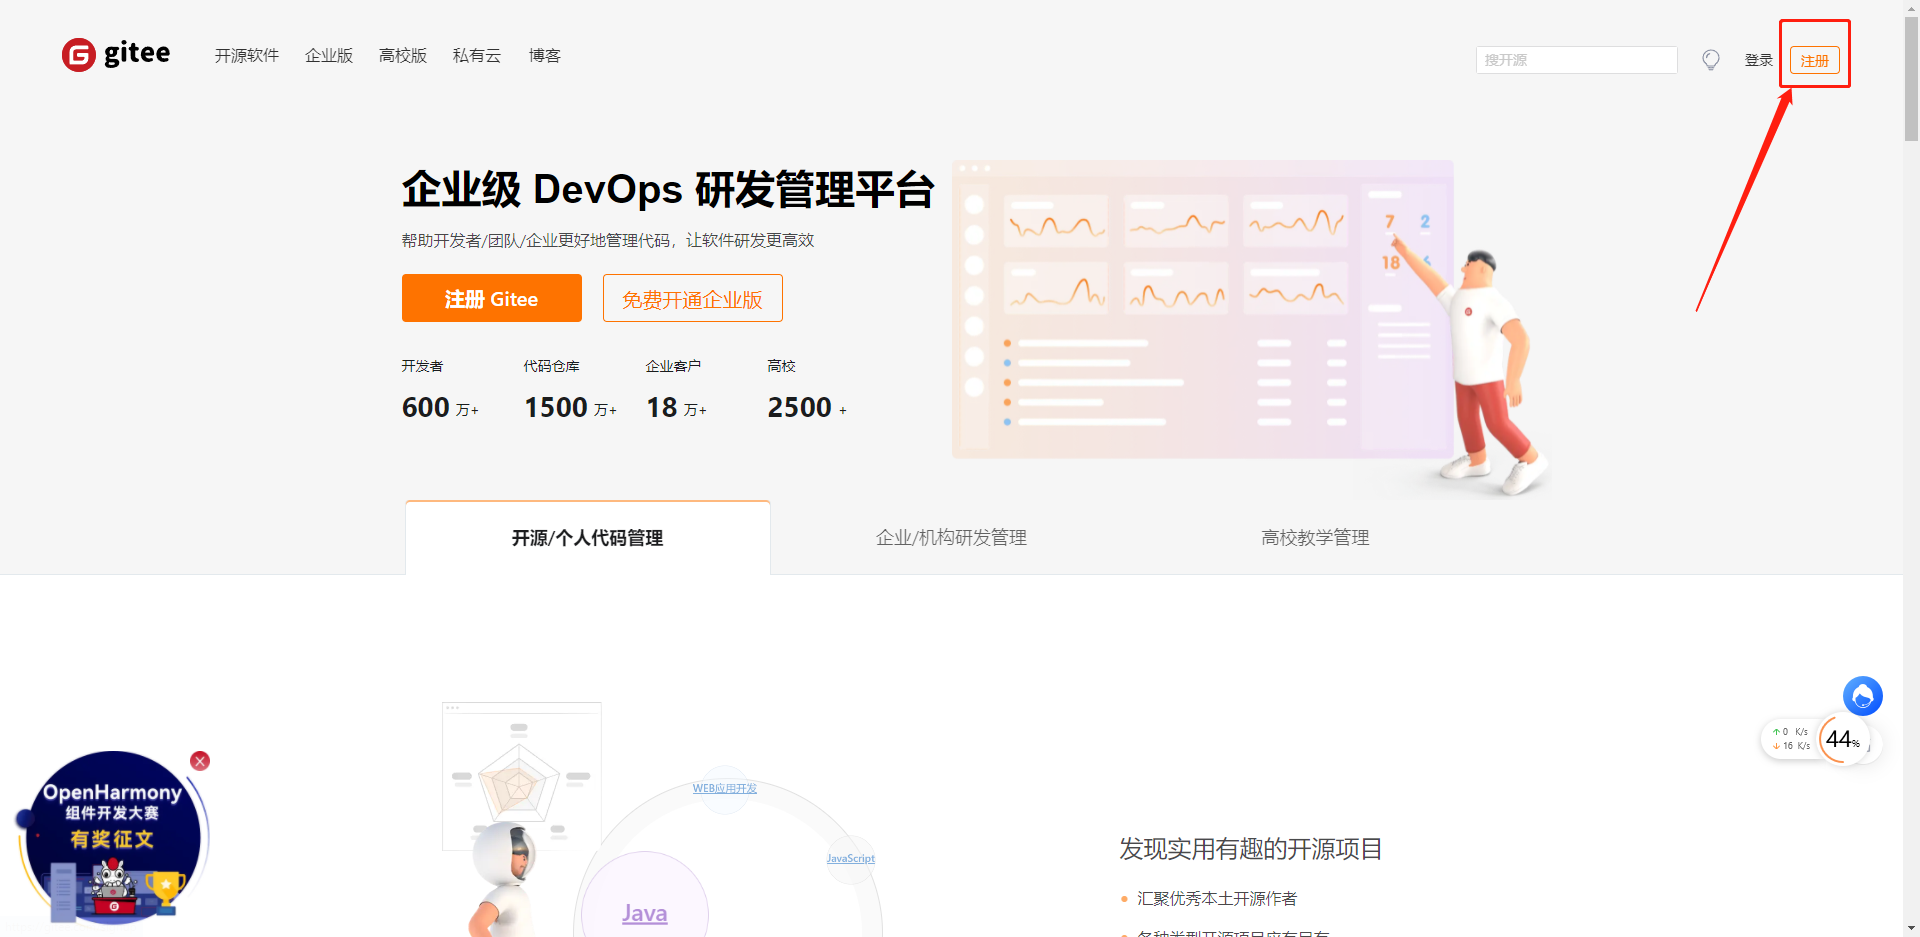 gitee 开源软件 企业版 高校版 私有云 博客 搜开源 登录 注册
企业级 DevOps 研发管理平台
帮助开发者/团队/企业更好地管理代码，让软件研发更高效
注册 Gitee 免费开通企业版
开发者 代码仓库 企业客户 高校
600 万+ 1500 万+ 18 万+ 2500 +
7 2
18
开源/个人代码管理 企业/机构研发管理 高校教学管理
↑ 0 K/s
↓ 16 K/s
44%
OpenHarmony
组件开发大赛
有奖征文
WEB应用开发
JavaScript
Java
发现实用有趣的开源项目
汇聚优秀本土开源作者